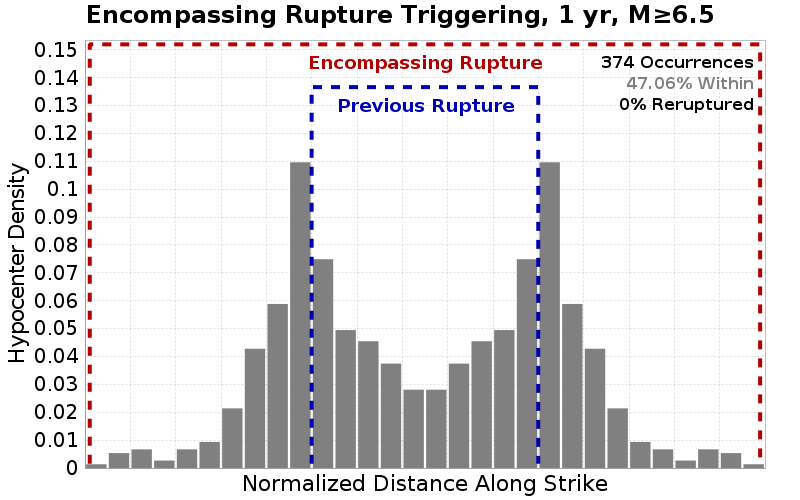 Encompassing Rupture Triggering, 1 yr, M≥6.5
Encompassing Rupture
374 Occurrences
47.06% Within
0% Reruptured
Previous Rupture
Hypocenter Density
0.15
0.14
0.13
0.12
0.11
0.1
0.09
0.08
0.07
0.06
0.05
0.04
0.03
0.02
0.01
0
Normalized Distance Along Strike